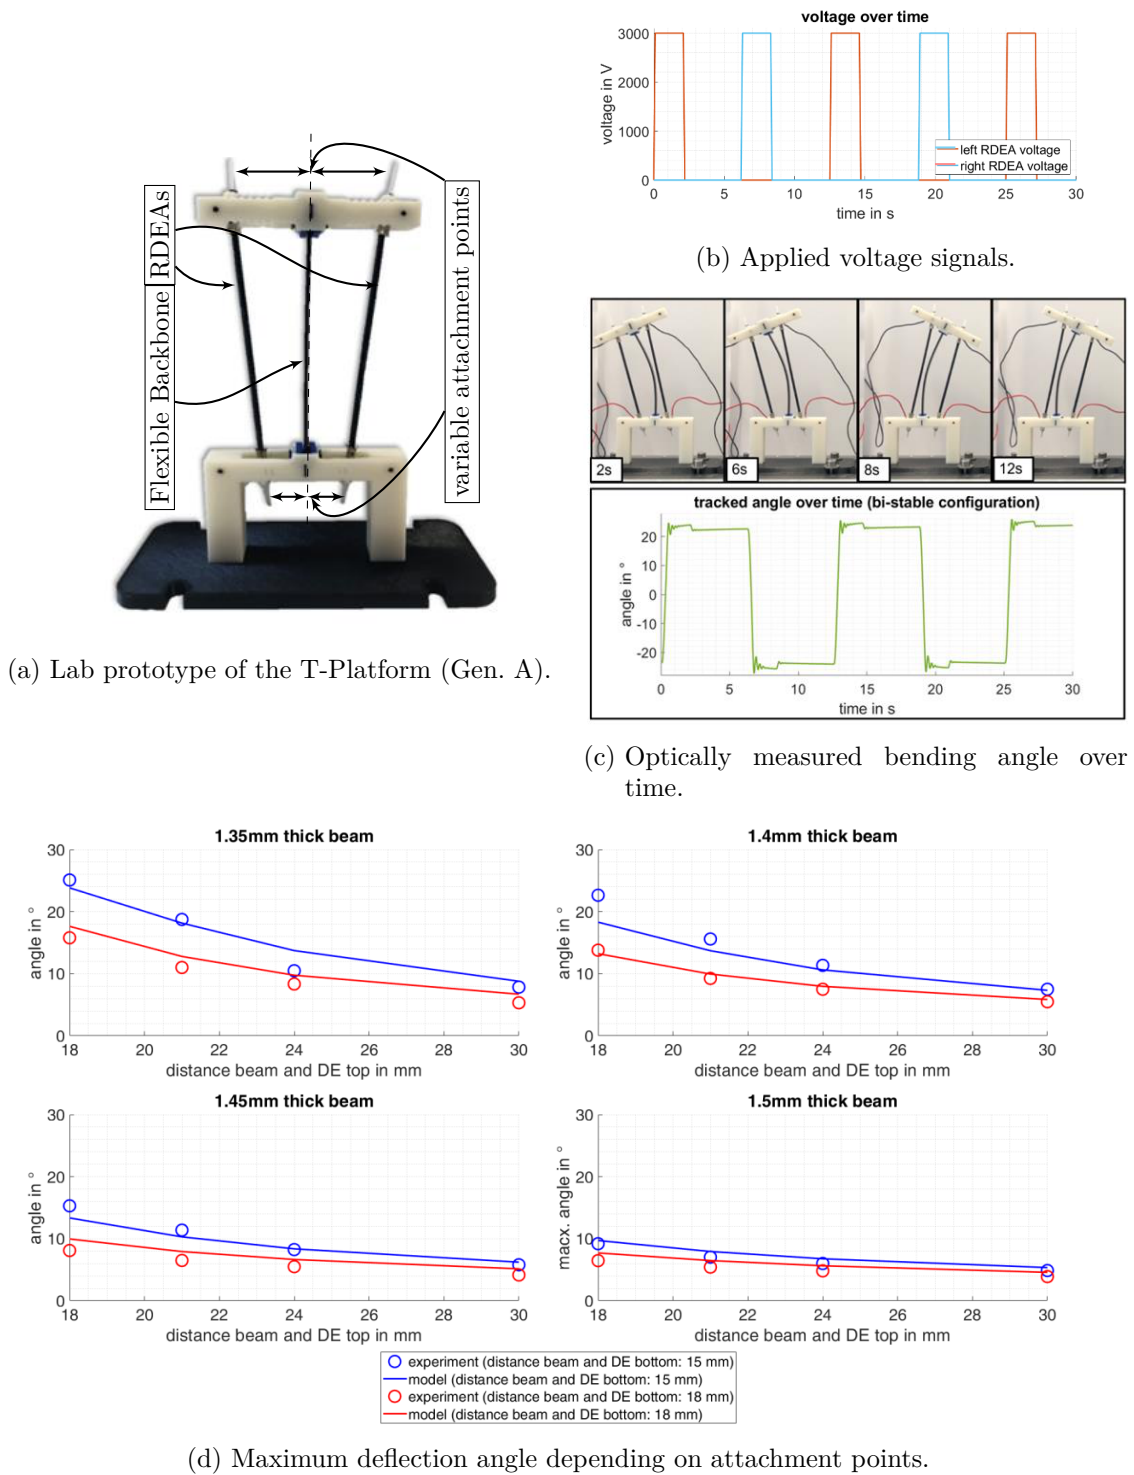 Flexible Backbone
RDEAs
variable attachment points
(a) Lab prototype of the T-Platform (Gen. A).
voltage over time
voltage in V
3000
2000
1000
0
0 5 10 15 20 25 30
time in s
left RDEA voltage
right RDEA voltage
(b) Applied voltage signals.
2s
6s
8s
12s
tracked angle over time (bi-stable configuration)
angle in °
20
10
0
-10
-20
0 5 10 15 20 25 30
time in s
(c) Optically measured bending angle over
time.
1.35mm thick beam
angle in °
30
20
10
0
18 20 22 24 26 28 30
distance beam and DE top in mm
1.4mm thick beam
angle in °
30
20
10
0
18 20 22 24 26 28 30
distance beam and DE top in mm
1.45mm thick beam
angle in °
30
20
10
0
18 20 22 24 26 28 30
distance beam and DE top in mm
1.5mm thick beam
macx. angle in °
30
20
10
0
18 20 22 24 26 28 30
distance beam and DE top in mm
experiment (distance beam and DE bottom: 15 mm)
model (distance beam and DE bottom: 15 mm)
experiment (distance beam and DE bottom: 18 mm)
model (distance beam and DE bottom: 18 mm)
(d) Maximum deflection angle depending on attachment points.